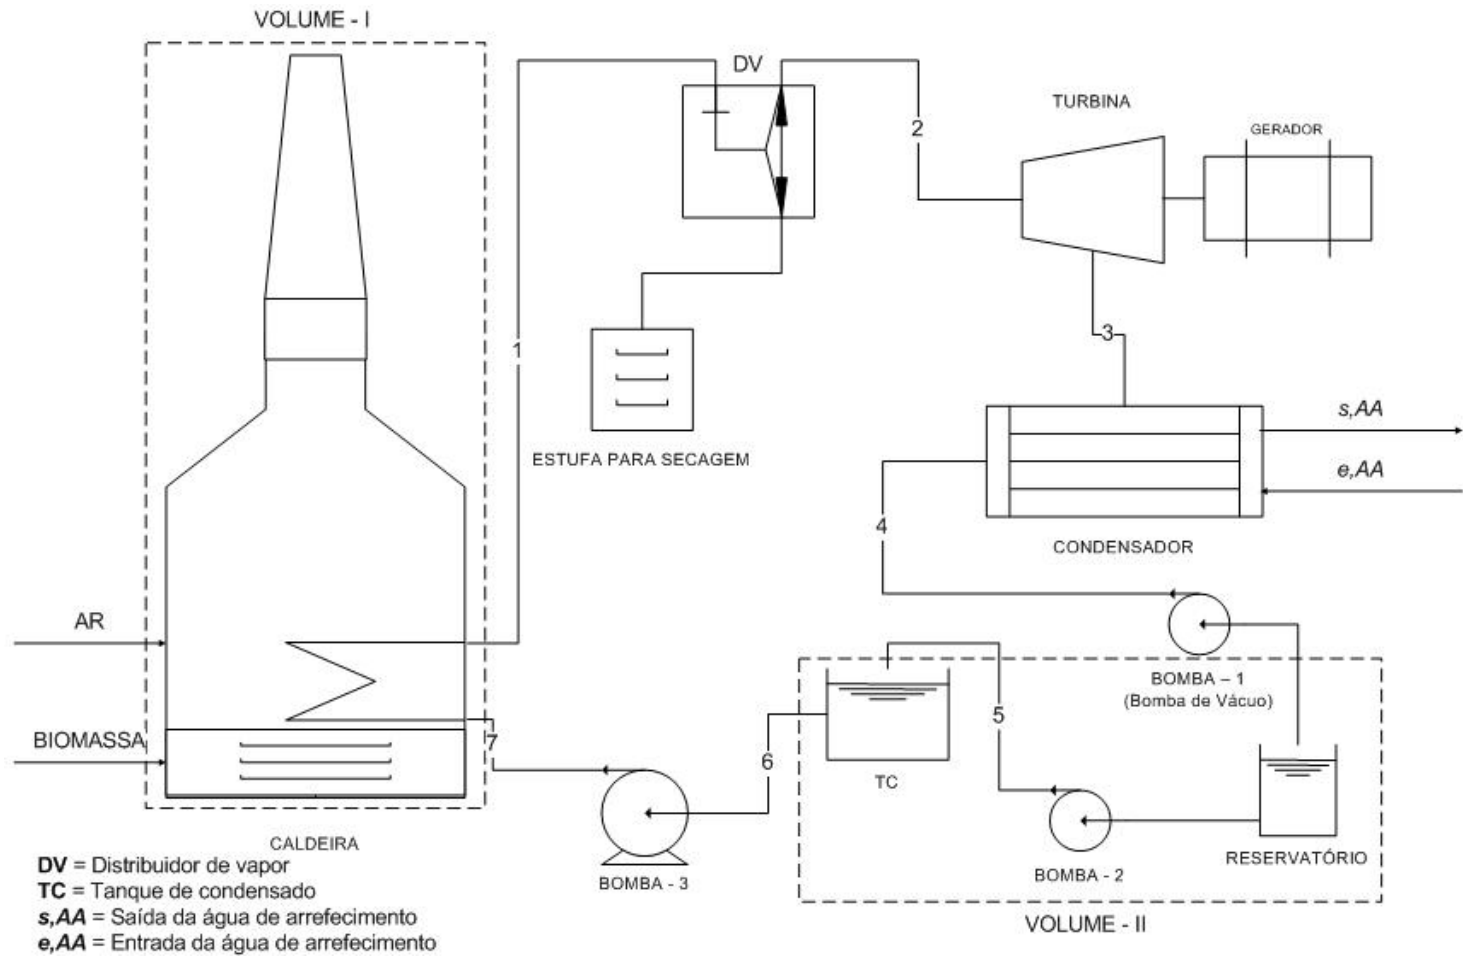 VOLUME - I
DV
TURBINA
GERADOR
2
1
3
s,AA
ESTUFA PARA SECAGEM
e,AA
4
CONDENSADOR
AR
BOMBA – 1
(Bomba de Vácuo)
5
BIOMASSA
7
6
TC
CALDEIRA
RESERVATÓRIO
BOMBA - 2
BOMBA - 3
DV = Distribuidor de vapor
TC = Tanque de condensado
s,AA = Saída da água de arrefecimento
e,AA = Entrada da água de arrefecimento
VOLUME - II